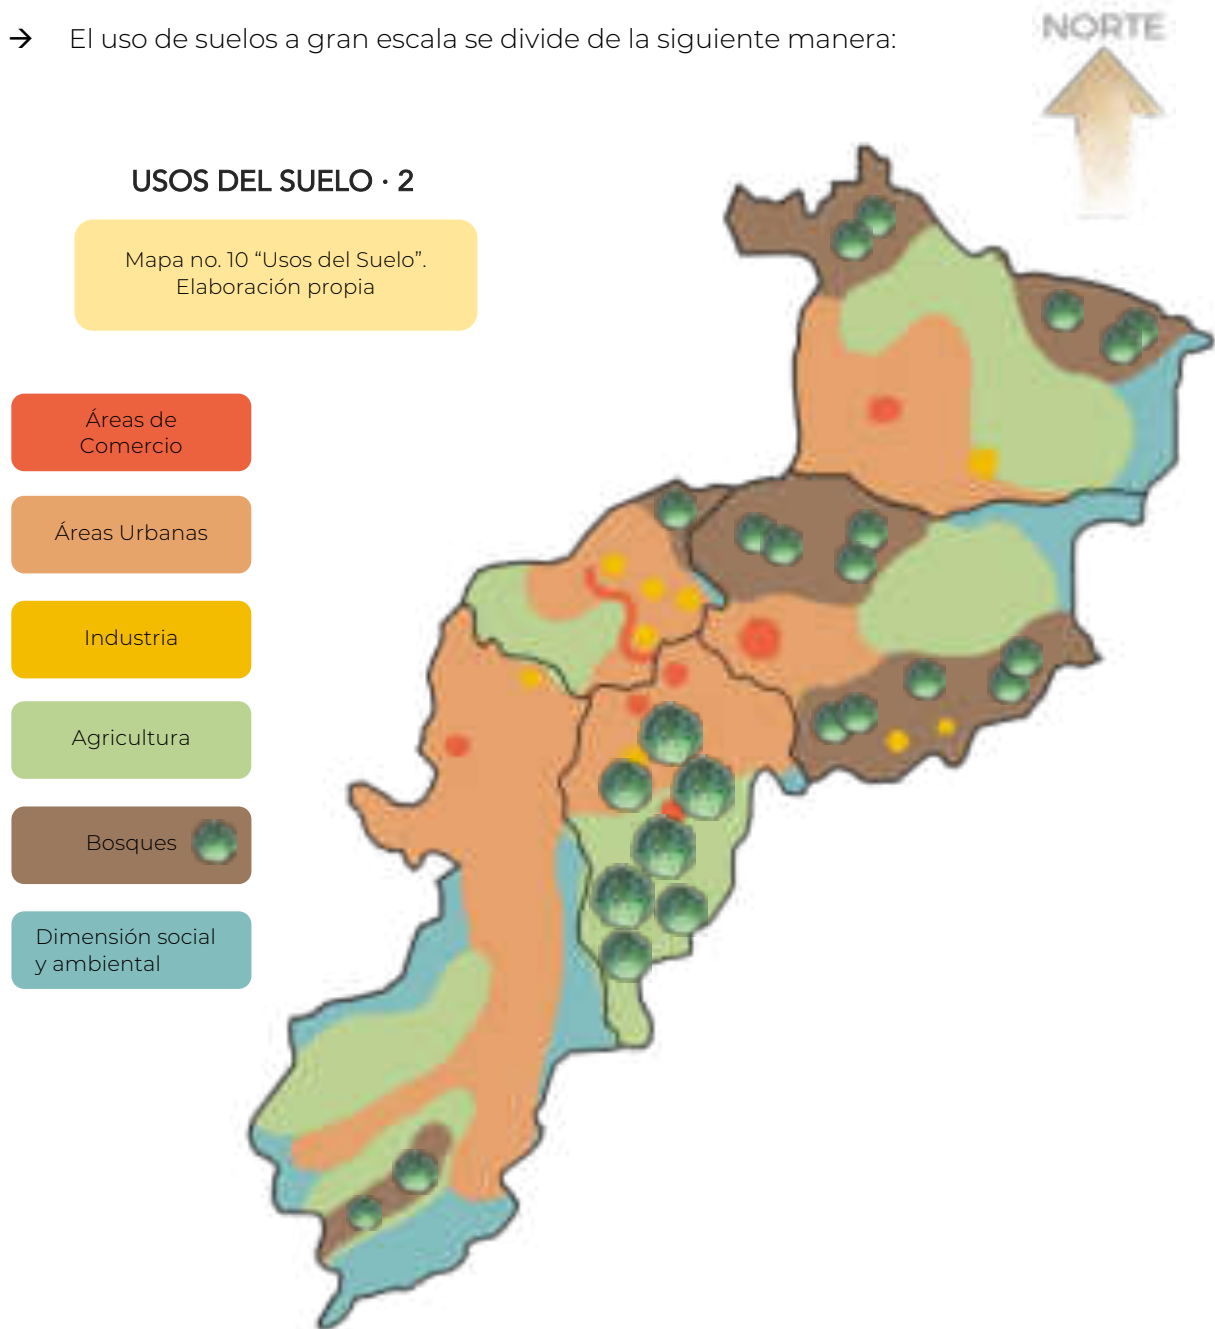 → El uso de suelos a gran escala se divide de la siguiente manera:
NORTE
USOS DEL SUELO · 2
Mapa no. 10 “Usos del Suelo”.
Elaboración propia
Áreas de
Comercio
Áreas Urbanas
Industria
Agricultura
Bosques
Dimensión social
y ambiental